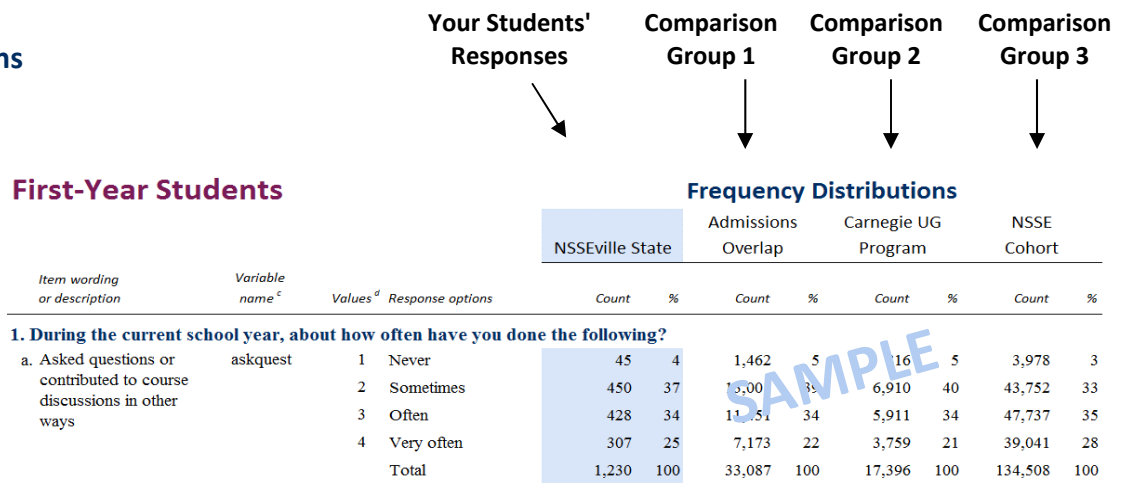 Your Students' Comparison Comparison Comparison
Responses Group 1 Group 2 Group 3
ns
First-Year Students Frequency Distributions
Admissions Carnegie UG NSSE
NSSEville State Overlap Program Cohort
Item wording Variable
or description name c Values d Response options Count % Count % Count % Count %
1. During the current school year, about how often have you done the following?
a. Asked questions or askquest 1 Never 45 4 1,462 5 5 3,978 3
contributed to course
discussions in other
ways
2 Sometimes 450 37 6,910 40 43,752 33
3 Often 428 34 34 5,911 34 47,737 35
4 Very often 307 25 7,173 22 3,759 21 39,041 28
Total 1,230 100 33,087 100 17,396 100 134,508 100
SAMPLE